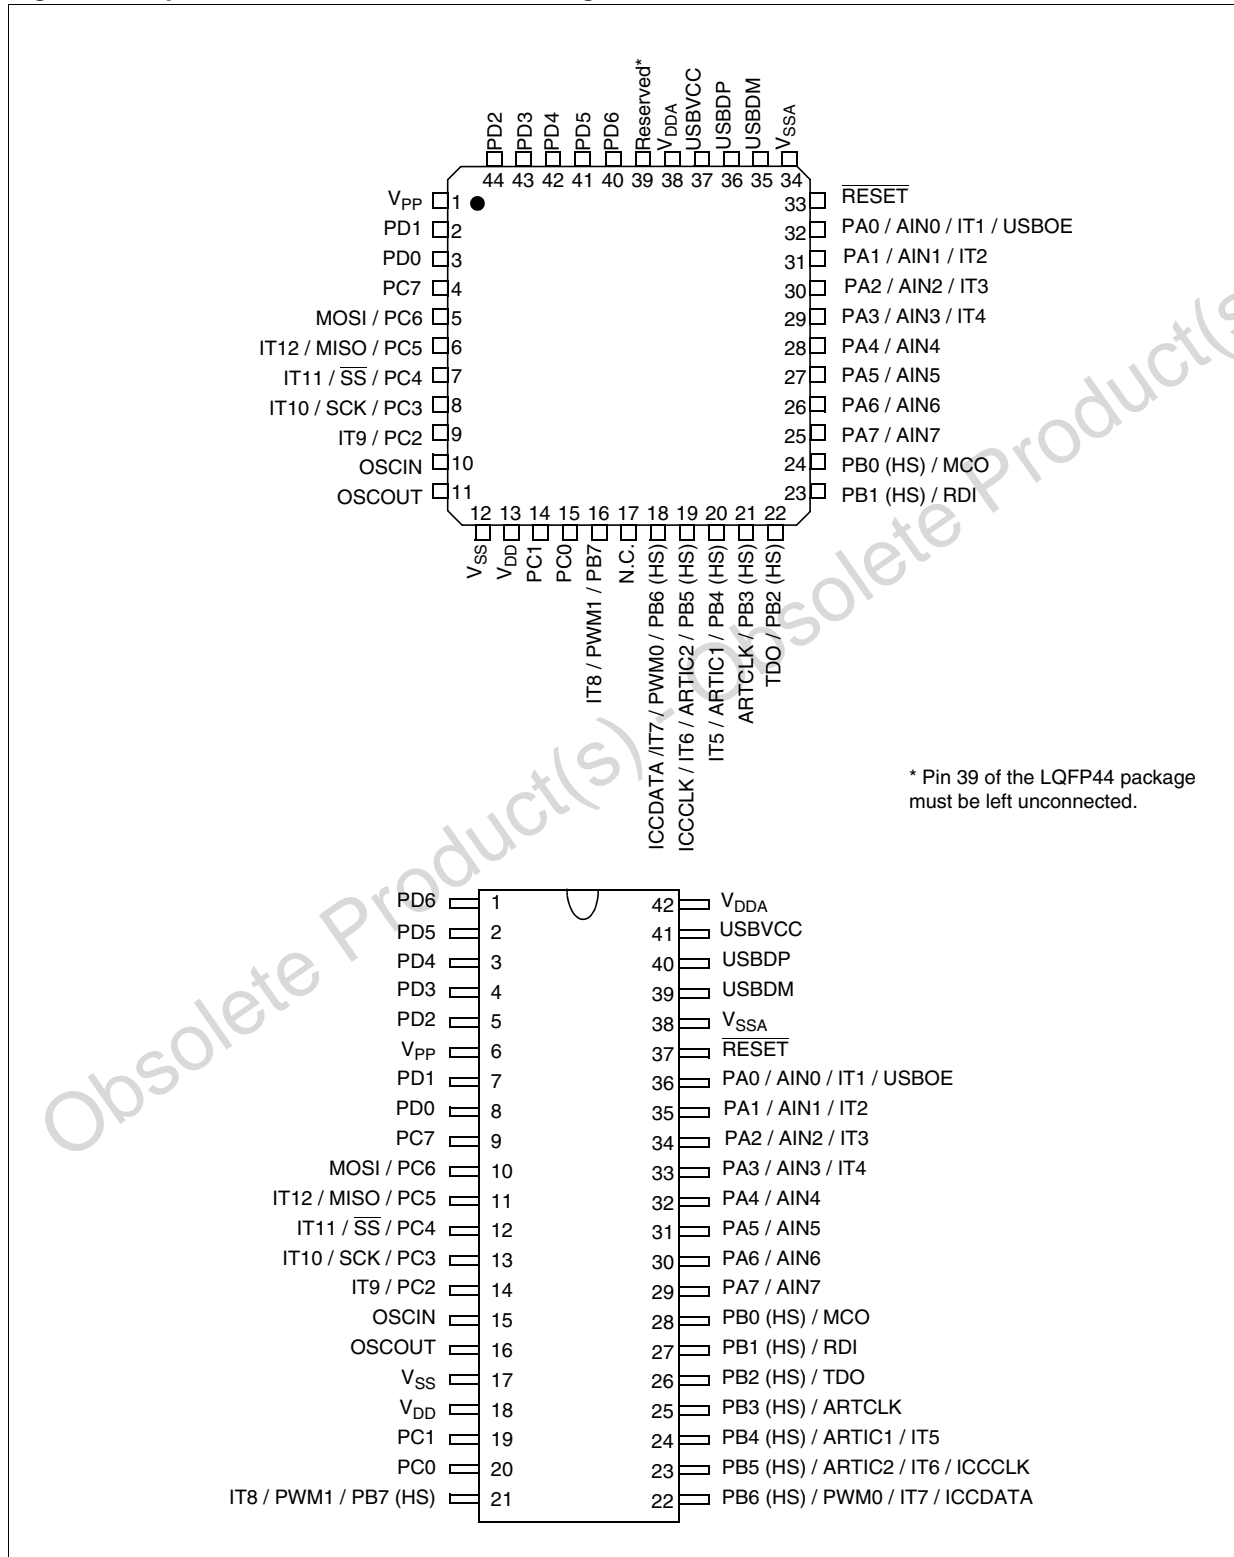 Reserved*
PD2
PD3
PD4
PD5
PD6
VDDA
USBVCC
USBDP
USBDM
VSSA
44 43 42 41 40 39 38 37 36 35 34
VPP 1
PD1 2
PD0 3
PC7 4
MOSI / PC6 5
IT12 / MISO / PC5 6
IT11 / S̅S̅ / PC4 7
IT10 / SCK / PC3 8
IT9 / PC2 9
OSCIN 10
OSCOUT 11
33 R̅E̅S̅E̅T̅
32 PA0 / AIN0 / IT1 / USBOE
31 PA1 / AIN1 / IT2
30 PA2 / AIN2 / IT3
29 PA3 / AIN3 / IT4
28 PA4 / AIN4
27 PA5 / AIN5
26 PA6 / AIN6
25 PA7 / AIN7
24 PB0 (HS) / MCO
23 PB1 (HS) / RDI
12 13 14 15 16 17 18 19 20 21 22
VSS
VDD
PC1
PC0
IT8 / PWM1 / PB7
N.C.
ICCDATA /IT7 / PWM0 / PB6 (HS)
ICCCLK / IT6 / ARTIC2 / PB5 (HS)
IT5 / ARTIC1 / PB4 (HS)
ARTCLK / PB3 (HS)
TDO / PB2 (HS)
* Pin 39 of the LQFP44 package
must be left unconnected.
PD6 1 42 VDDA
PD5 2 41 USBVCC
PD4 3 40 USBDP
PD3 4 39 USBDM
PD2 5 38 VSSA
VPP 6 37 R̅E̅S̅E̅T̅
PD1 7 36 PA0 / AIN0 / IT1 / USBOE
PD0 8 35 PA1 / AIN1 / IT2
PC7 9 34 PA2 / AIN2 / IT3
MOSI / PC6 10 33 PA3 / AIN3 / IT4
IT12 / MISO / PC5 11 32 PA4 / AIN4
IT11 / S̅S̅ / PC4 12 31 PA5 / AIN5
IT10 / SCK / PC3 13 30 PA6 / AIN6
IT9 / PC2 14 29 PA7 / AIN7
OSCIN 15 28 PB0 (HS) / MCO
OSCOUT 16 27 PB1 (HS) / RDI
VSS 17 26 PB2 (HS) / TDO
VDD 18 25 PB3 (HS) / ARTCLK
PC1 19 24 PB4 (HS) / ARTIC1 / IT5
PC0 20 23 PB5 (HS) / ARTIC2 / IT6 / ICCCLK
IT8 / PWM1 / PB7 (HS) 21 22 PB6 (HS) / PWM0 / IT7 / ICCDATA
Obsolete Product(s) - Obsolete Product(s